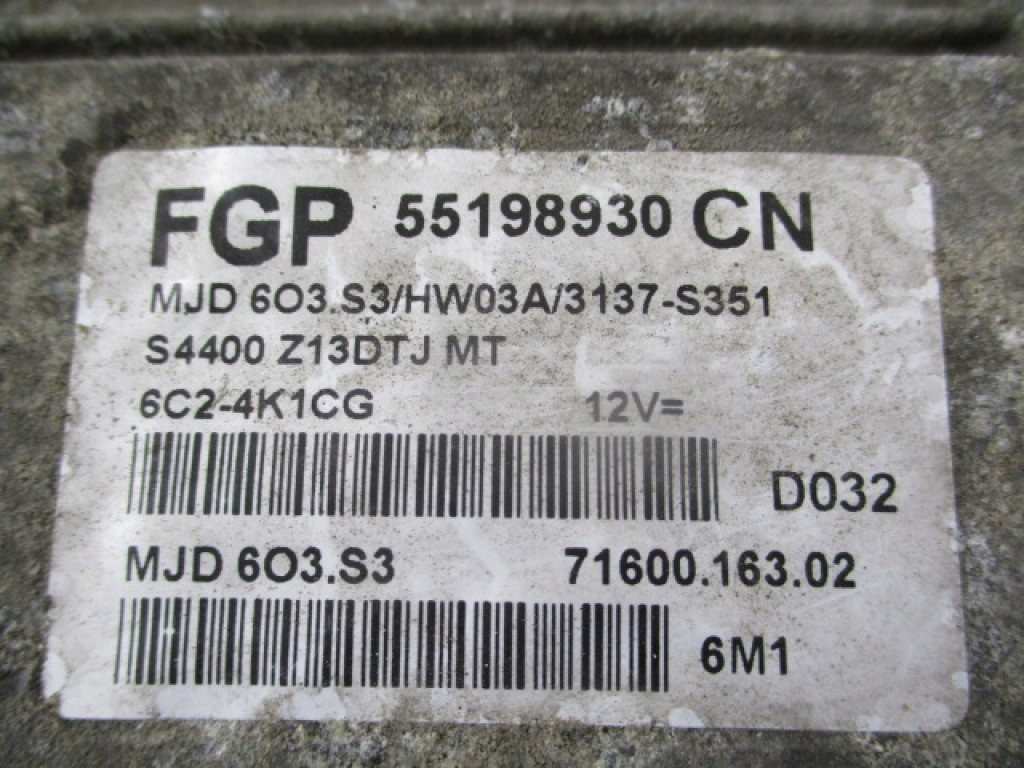 FGP 55198930 CN
MJD 6O3.S3/HW03A/3137-S351
S4400 Z13DTJ MT
6C2-4K1CG 12V=
D032
MJD 6O3.S3 71600.163.02
6M1